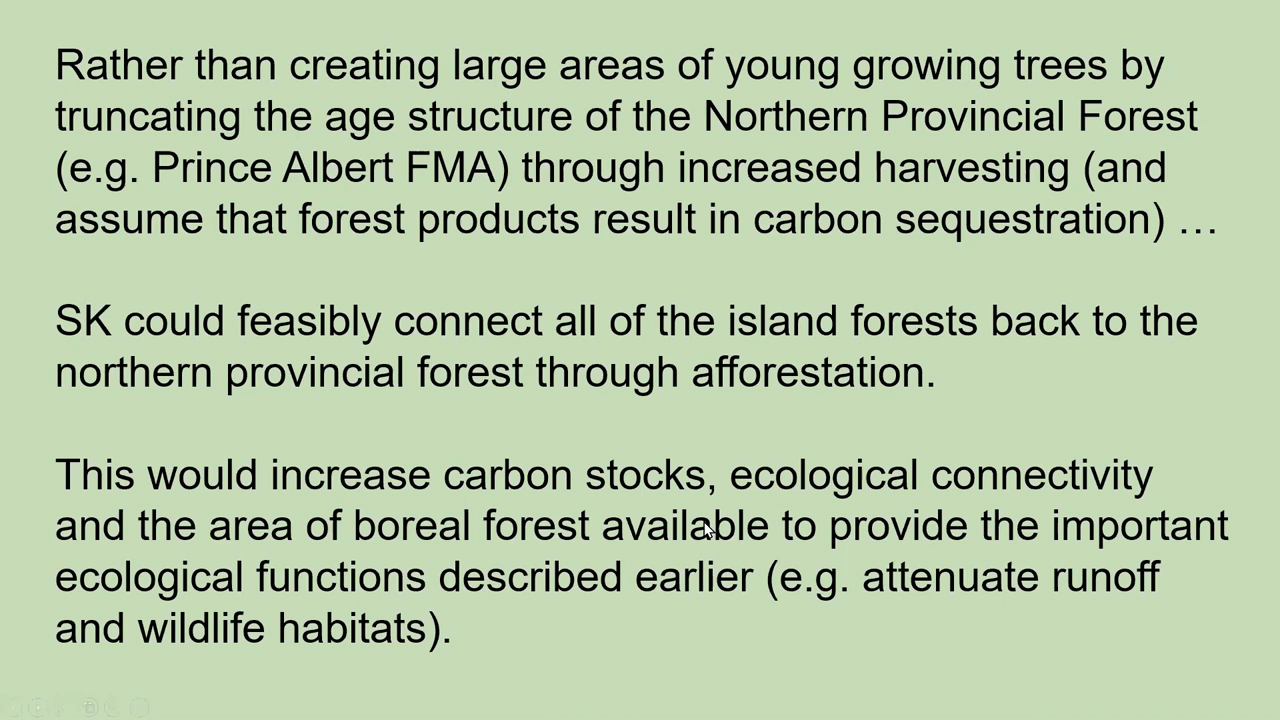 Rather than creating large areas of young growing trees by
truncating the age structure of the Northern Provincial Forest
(e.g. Prince Albert FMA) through increased harvesting (and
assume that forest products result in carbon sequestration) …
SK could feasibly connect all of the island forests back to the
northern provincial forest through afforestation.
This would increase carbon stocks, ecological connectivity
and the area of boreal forest available to provide the important
ecological functions described earlier (e.g. attenuate runoff
and wildlife habitats).